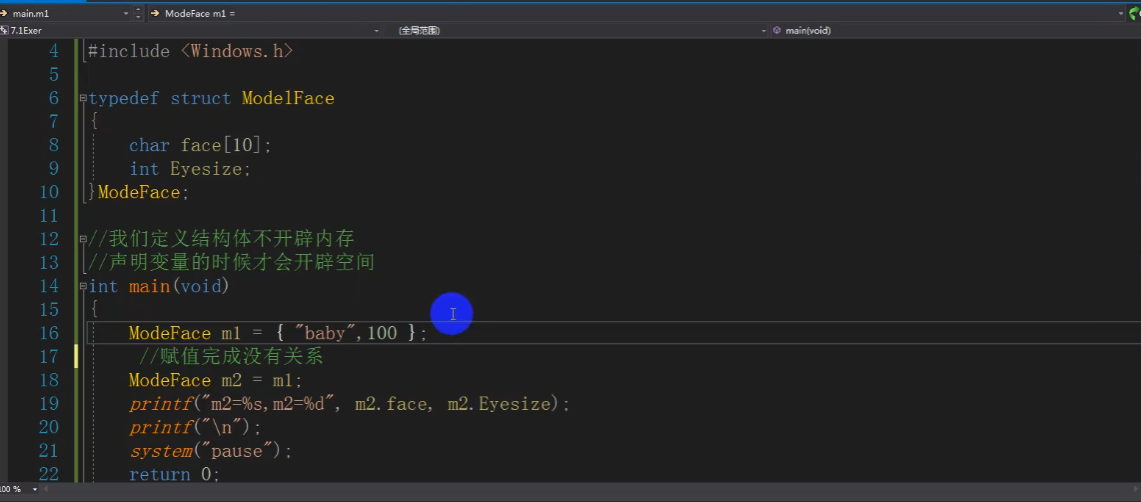 main.m1 ModeFace m1 =
7.1Exer (全局范围) main(void)
4 #include <Windows.h>
5
6 typedef struct ModelFace
7 {
8 char face[10];
9 int Eyesize;
10 }ModeFace;
11
12 //我们定义结构体不开辟内存
13 //声明变量的时候才会开辟空间
14 int main(void)
15 {
16 ModeFace m1 = { "baby",100 };
17 //赋值完成没有关系
18 ModeFace m2 = m1;
19 printf("m2=%s,m2=%d", m2.face, m2.Eyesize);
20 printf("\n");
21 system("pause");
22 return 0;
100 %